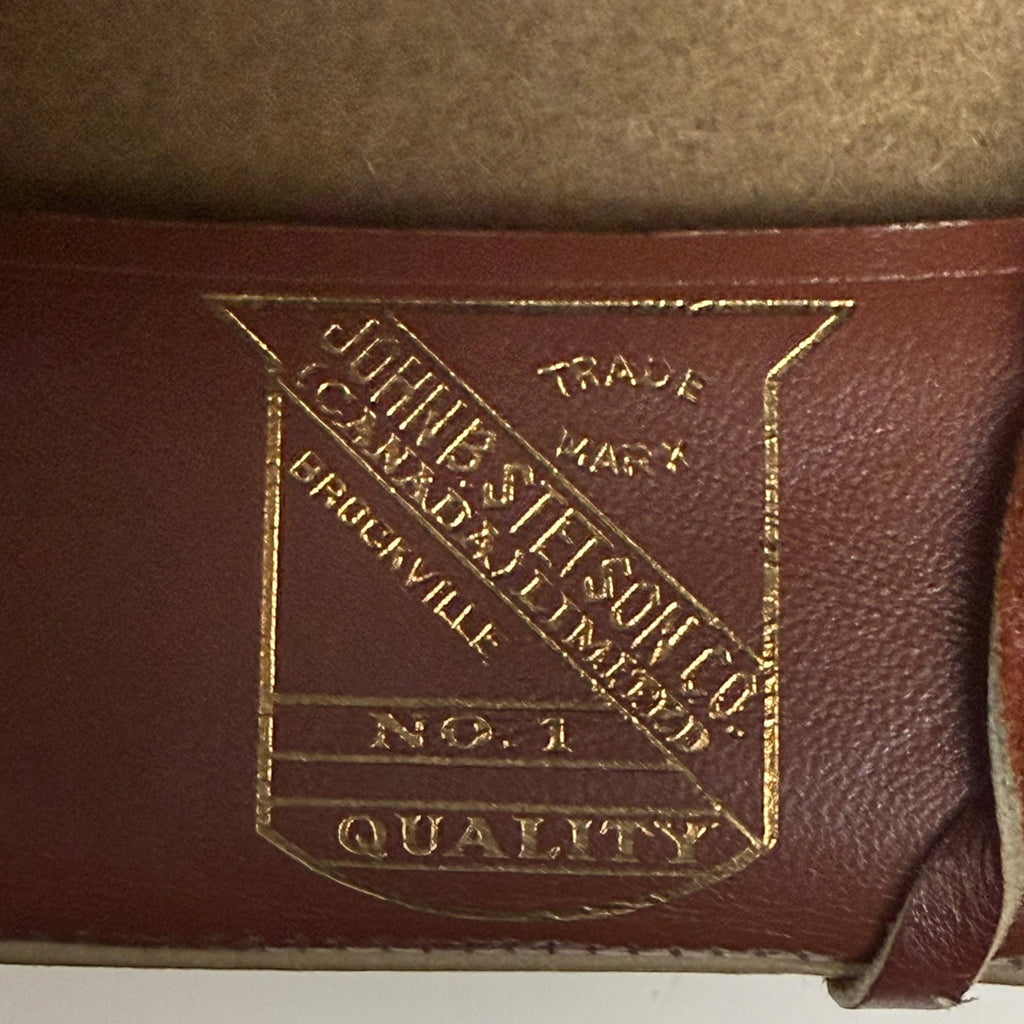 JOHN B. STETSON CO.
(CANADA) LIMITED
BROCKVILLE
TRADE
MARK
NO. 1
QUALITY